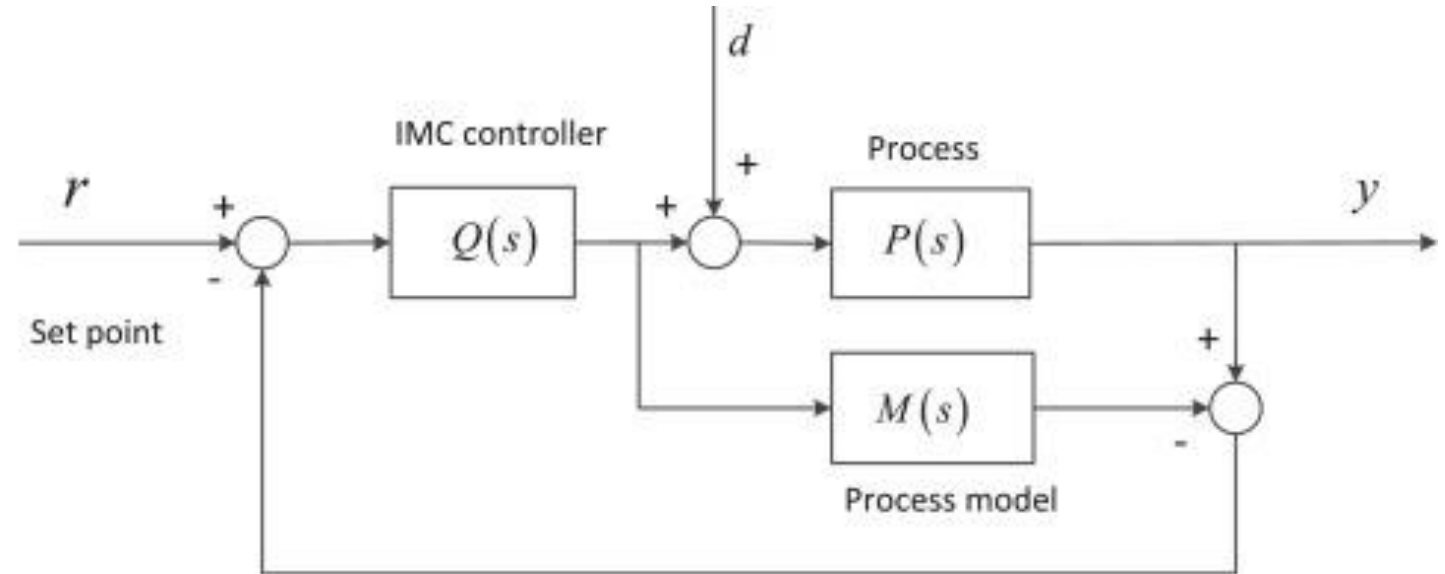 d
IMC controller
Process
r
+
+
+
y
Q(s)
P(s)
-
Set point
+
M(s)
-
Process model